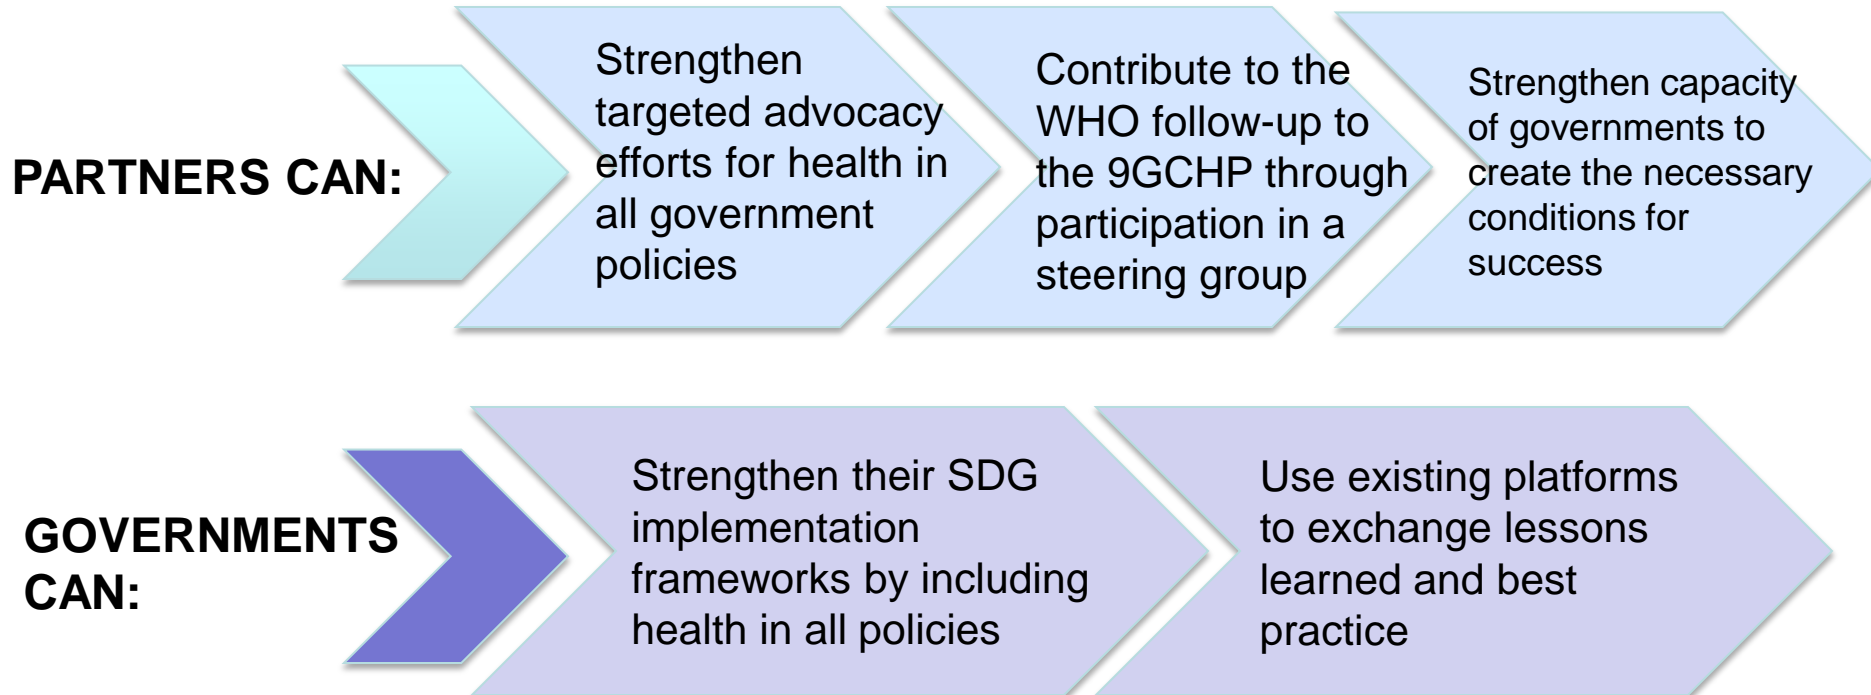 PARTNERS CAN:
Strengthen
targeted advocacy
efforts for health in
all government
policies
Contribute to the
WHO follow-up to
the 9GCHP through
participation in a
steering group
Strengthen capacity
of governments to
create the necessary
conditions for
success
GOVERNMENTS
CAN:
Strengthen their SDG
implementation
frameworks by including
health in all policies
Use existing platforms
to exchange lessons
learned and best
practice